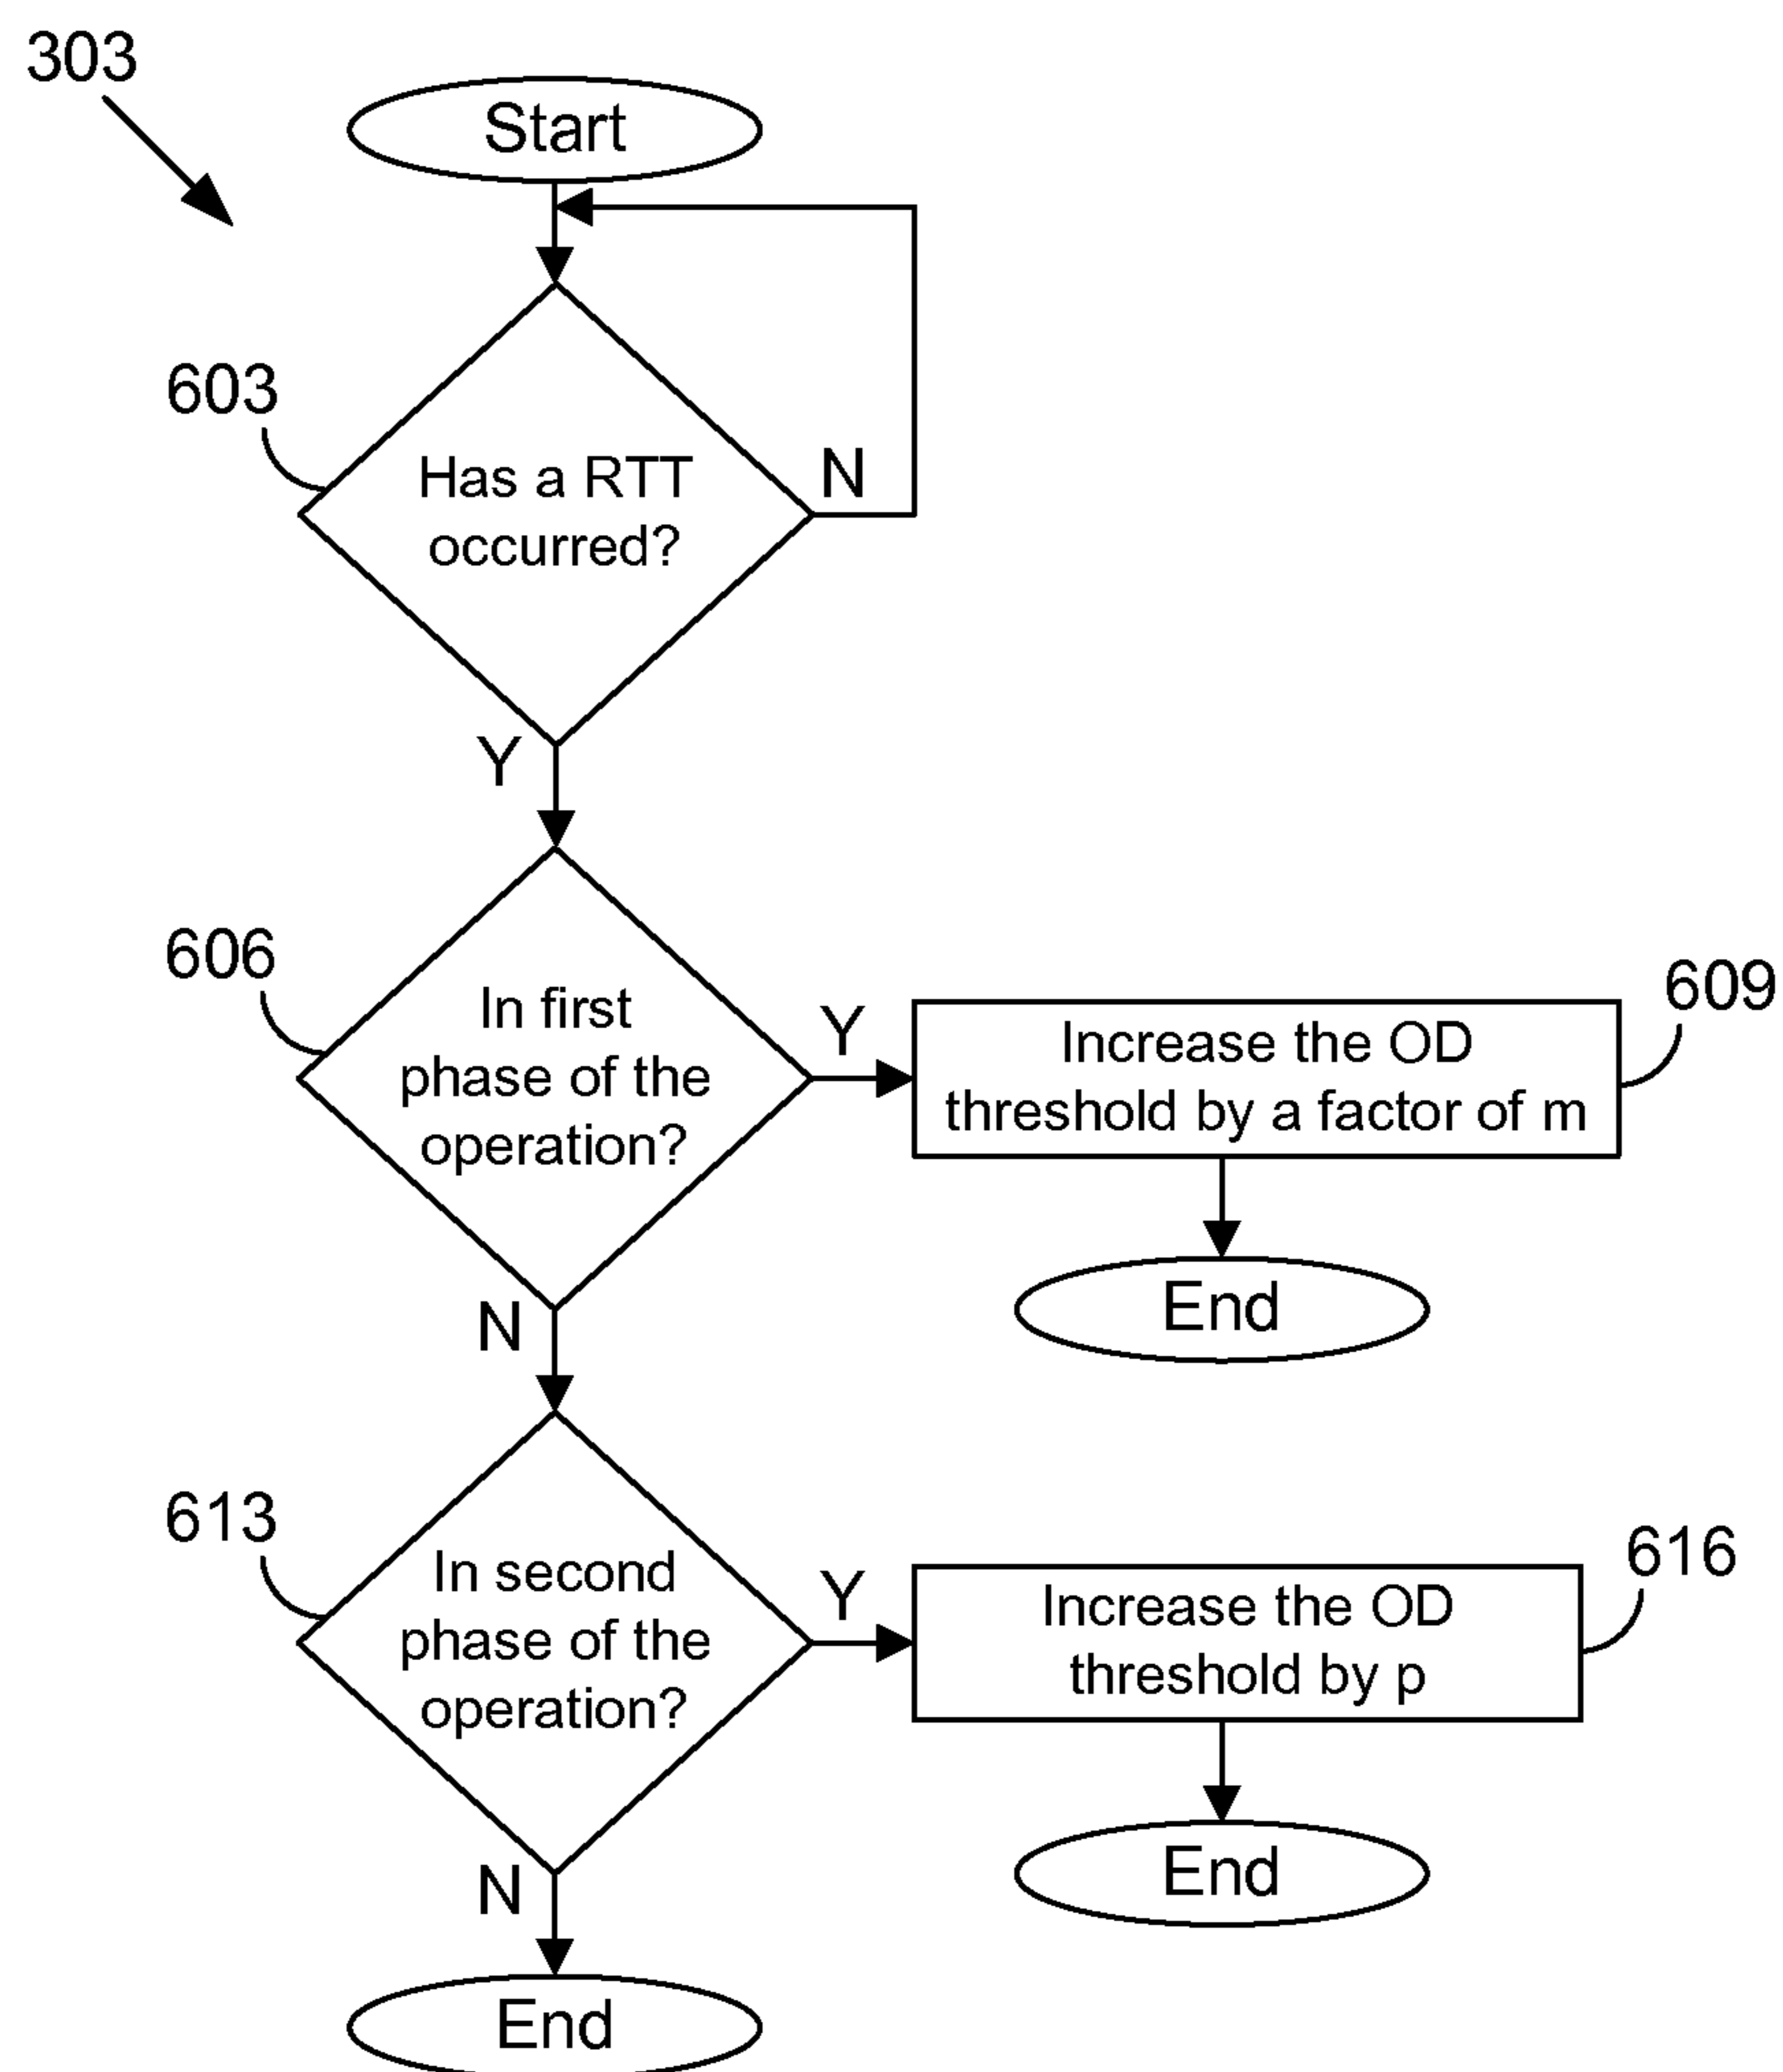 303
Start
603
Has a RTT
occurred?
N
Y
606
In first
phase of the
operation?
Y
609
Increase the OD
threshold by a factor of m
End
N
613
In second
phase of the
operation?
Y
616
Increase the OD
threshold by p
End
N
End